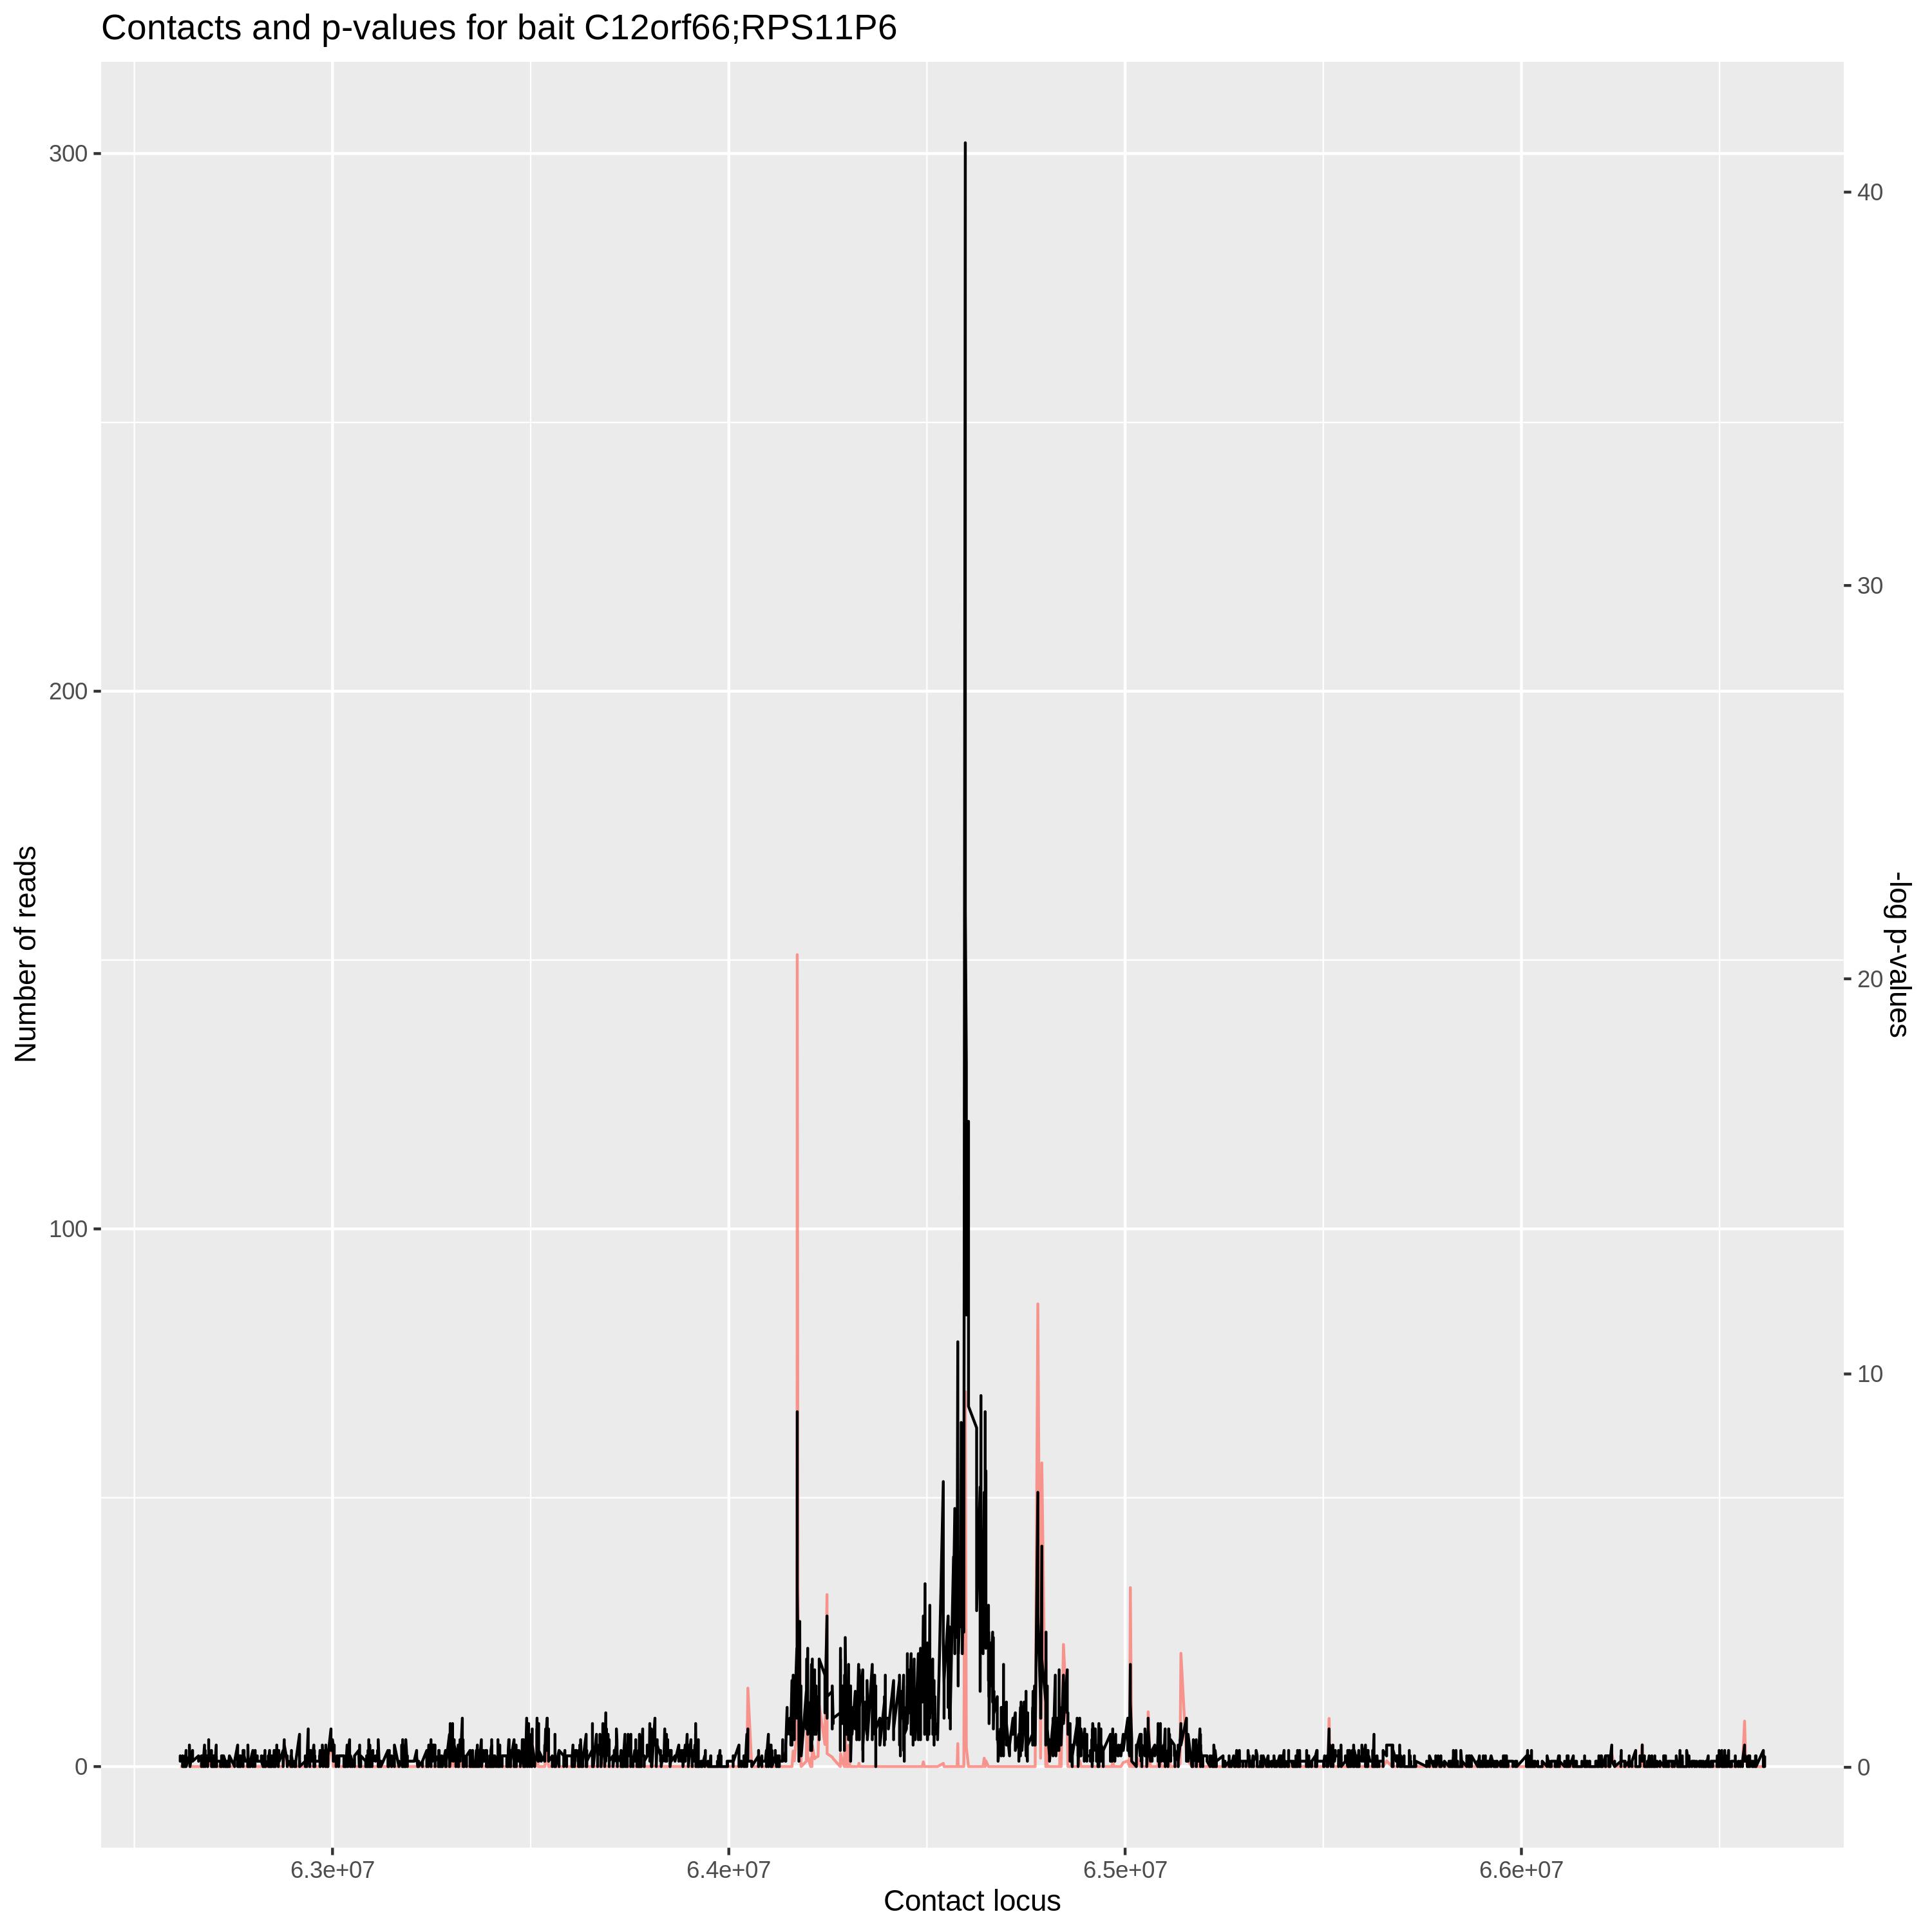 Contacts and p-values for bait C12orf66;RPS11P6
300
200
100
0
Number of reads
40
30
20
10
0
-log p-values
6.3e+07 6.4e+07 6.5e+07 6.6e+07
Contact locus